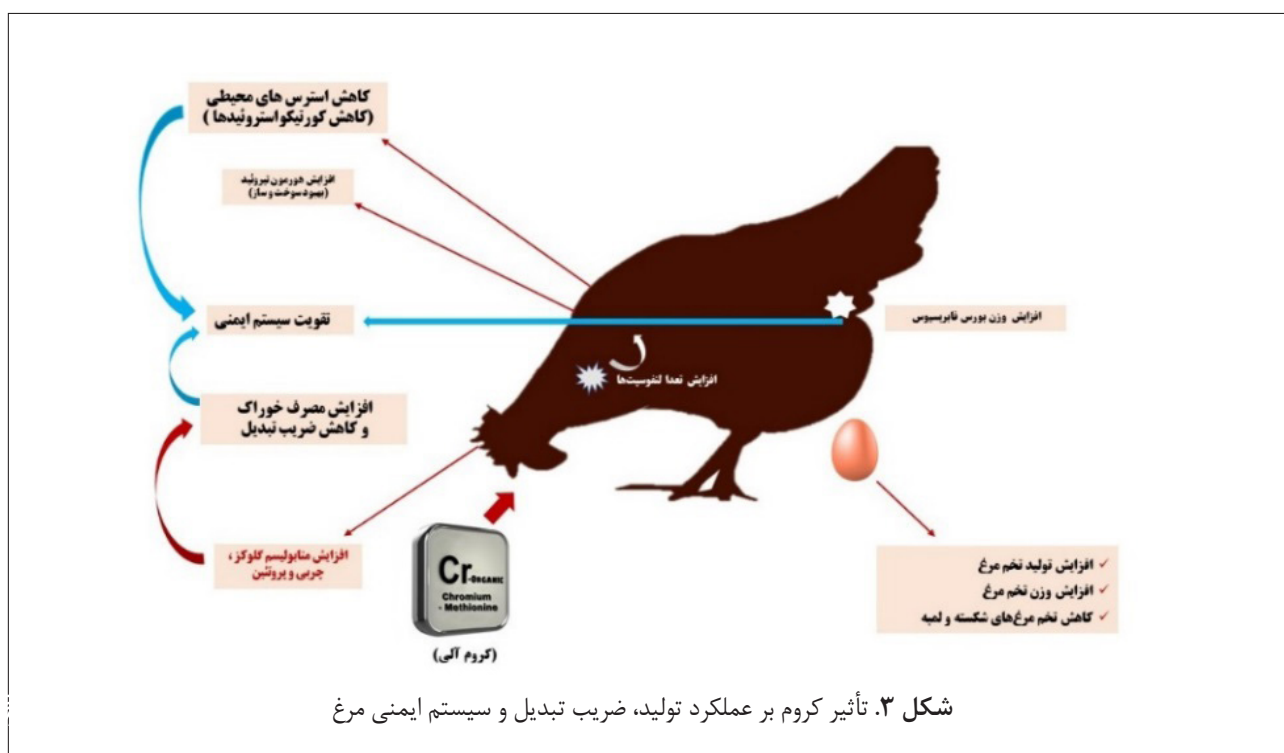 کاهش استرس های محیطی
(کاهش کورتیکواستروئیدها )
افزایش هورمون تیروئید
(بهبود سوخت و ساز)
تقویت سیستم ایمنی
افزایش وزن بورس فابریسیوس
افزایش تعدا لنفوسیت‌ها
افزایش مصرف خوراک
و کاهش ضریب تبدیل
افزایش متابولیسم گلوکز ،
چربی و پروتئین
Cr-ORGANIC
Chromium
- Methionine
(کروم آلی)
✓ افزایش تولید تخم مرغ
✓ افزایش وزن تخم مرغ
✓ کاهش تخم مرغ‌های شکسته و لمبه
شکل ۳. تأثیر کروم بر عملکرد تولید، ضریب تبدیل و سیستم ایمنی مرغ